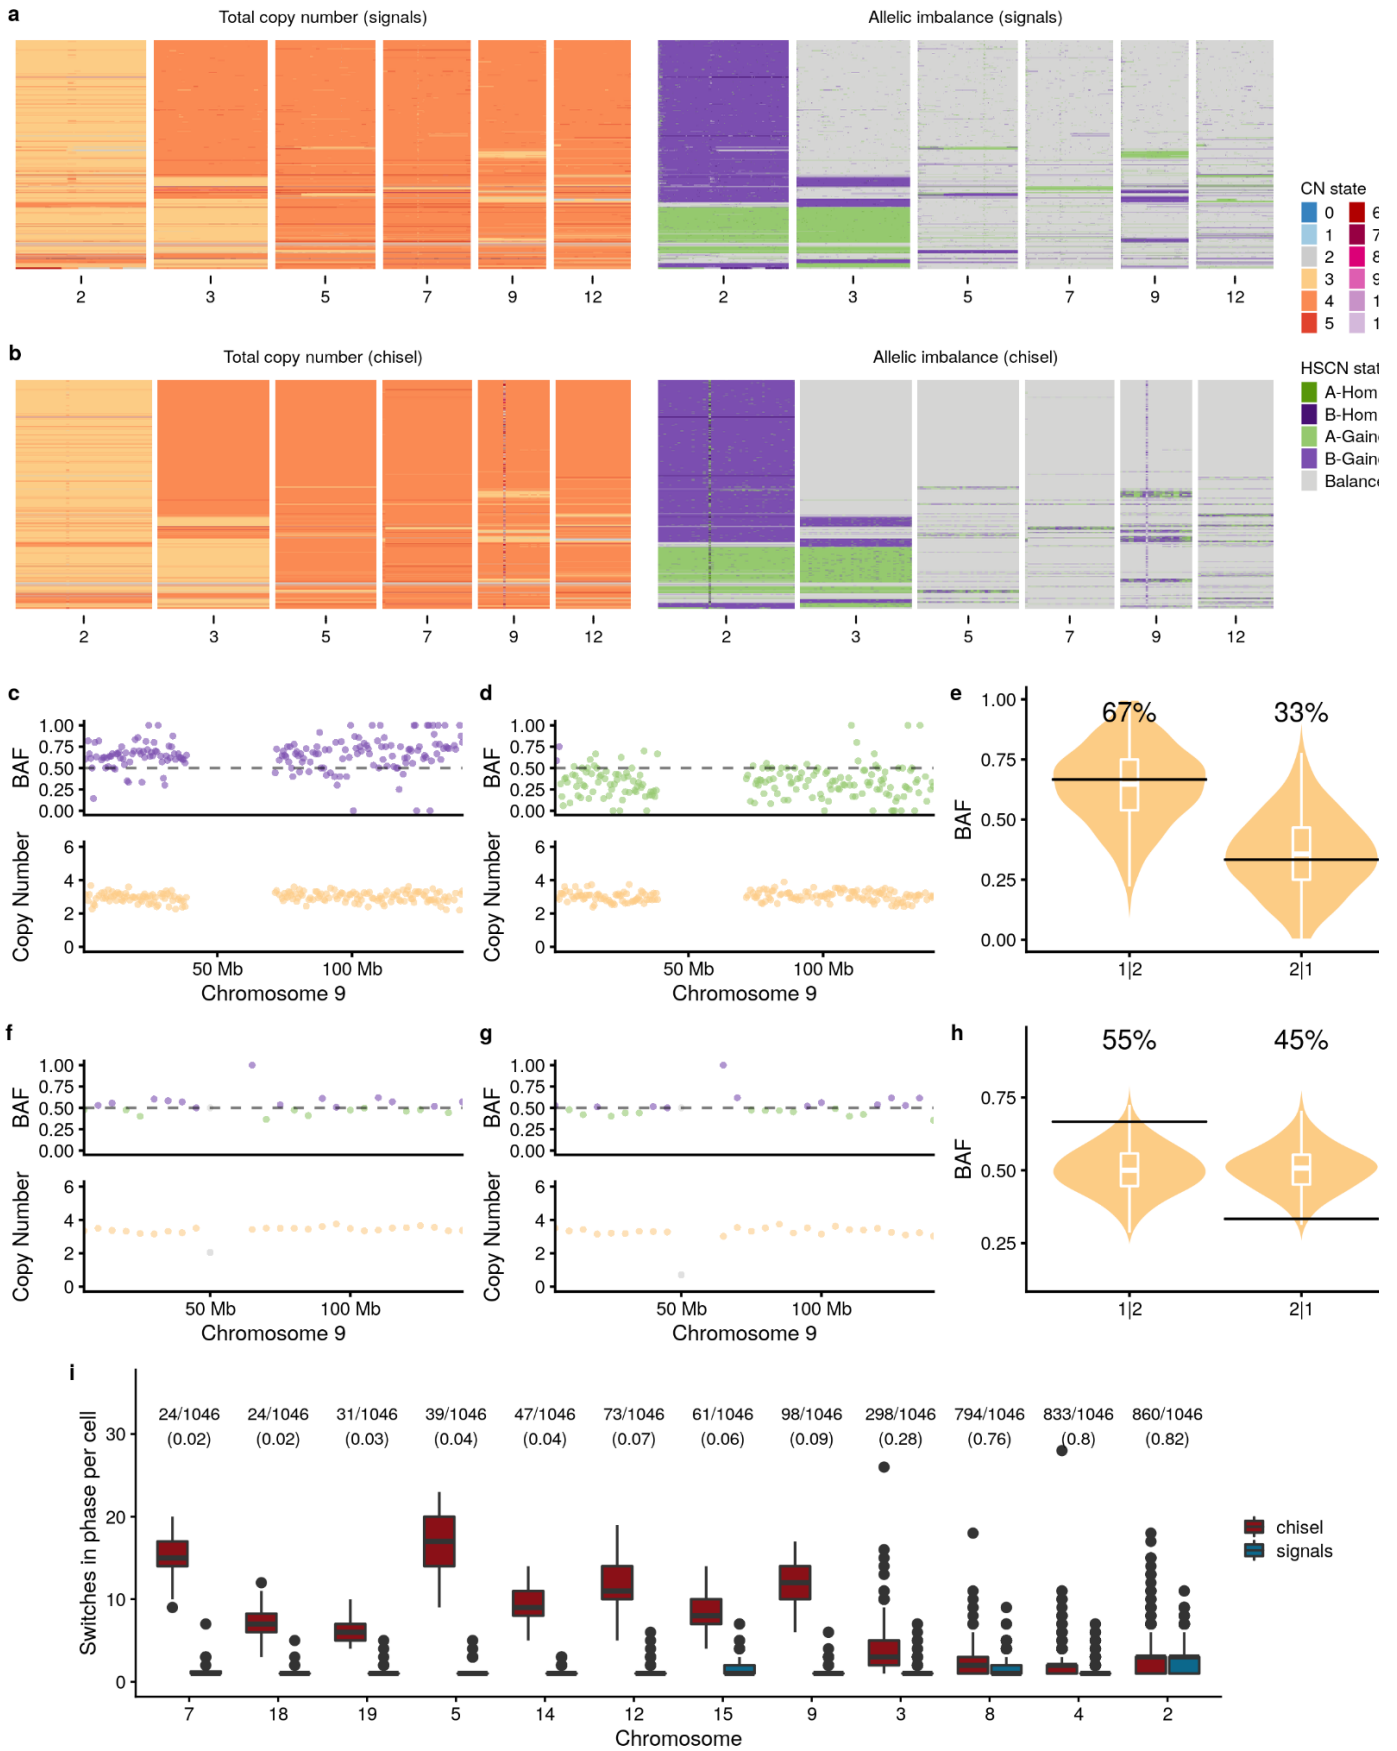 a
Total copy number (signals)
Allelic imbalance (signals)
2 3 5 7 9 12
2 3 5 7 9 12
CN state
0 6
1 7
2 8
3 9
4 1
5 1
b
Total copy number (chisel)
Allelic imbalance (chisel)
2 3 5 7 9 12
2 3 5 7 9 12
HSCN stat
A-Hom
B-Hom
A-Gaine
B-Gaine
Balance
c
BAF
1.00
0.75
0.50
0.25
0.00
Copy Number
6
4
2
0
50 Mb 100 Mb
Chromosome 9
d
BAF
1.00
0.75
0.50
0.25
0.00
Copy Number
6
4
2
0
50 Mb 100 Mb
Chromosome 9
e
67% 33%
BAF
1.00
0.75
0.50
0.25
0.00
1|2 2|1
f
BAF
1.00
0.75
0.50
0.25
0.00
Copy Number
6
4
2
0
50 Mb 100 Mb
Chromosome 9
g
BAF
1.00
0.75
0.50
0.25
0.00
Copy Number
6
4
2
0
50 Mb 100 Mb
Chromosome 9
h
55% 45%
BAF
0.75
0.50
0.25
1|2 2|1
i
Switches in phase per cell
30
20
10
0
24/1046 24/1046 31/1046 39/1046 47/1046 73/1046 61/1046 98/1046 298/1046 794/1046 833/1046 860/1046
(0.02) (0.02) (0.03) (0.04) (0.04) (0.07) (0.06) (0.09) (0.28) (0.76) (0.8) (0.82)
7 18 19 5 14 12 15 9 3 8 4 2
Chromosome
chisel
signals